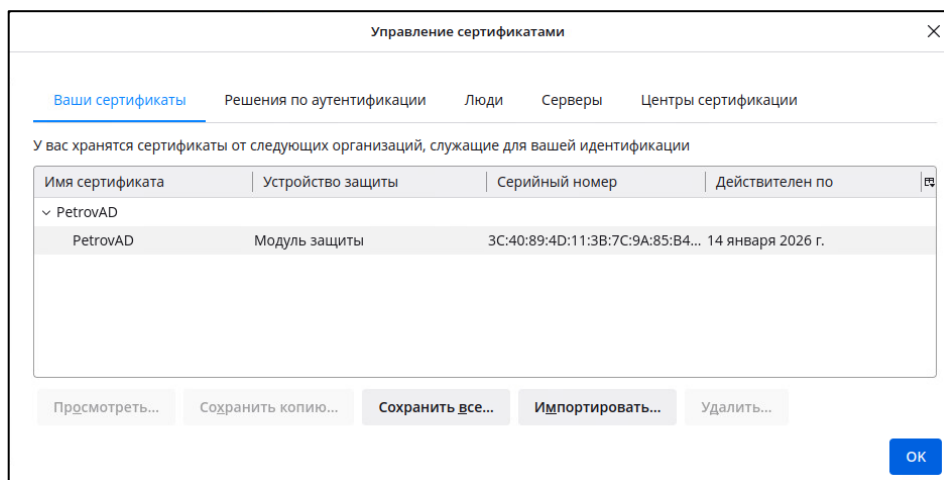 Управление сертификатами
Ваши сертификаты Решения по аутентификации Люди Серверы Центры сертификации
У вас хранятся сертификаты от следующих организаций, служащие для вашей идентификации
Имя сертификата Устройство защиты Серийный номер Действителен по
PetrovAD
PetrovAD Модуль защиты 3C:40:89:4D:11:3B:7C:9A:85:B4... 14 января 2026 г.
Просмотреть... Сохранить копию... Сохранить все... Импортировать... Удалить...
OK